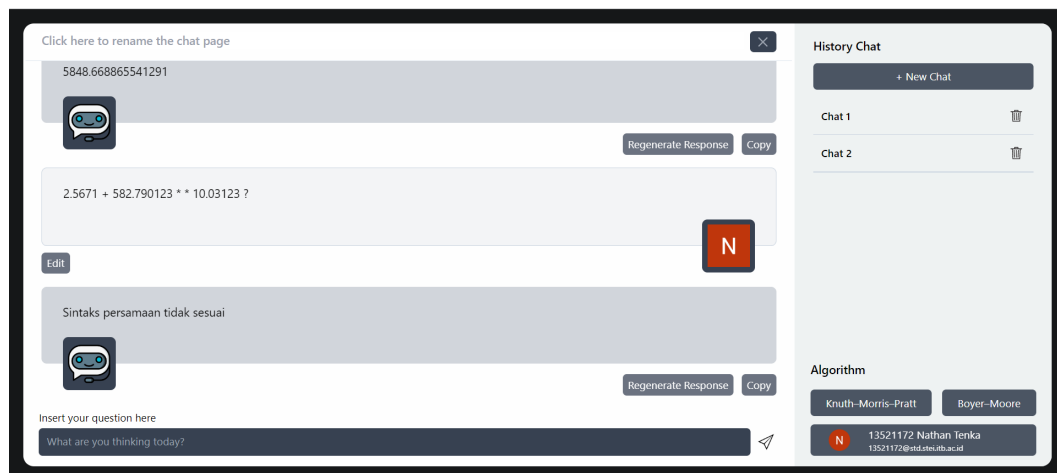 Click here to rename the chat page
5848.668865541291
Regenerate Response
Copy
2.5671 + 582.790123 * * 10.03123 ?
N
Edit
Sintaks persamaan tidak sesuai
Regenerate Response
Copy
Insert your question here
What are you thinking today?
History Chat
+ New Chat
Chat 1
Chat 2
Algorithm
Knuth–Morris–Pratt
Boyer–Moore
N
13521172 Nathan Tenka
13521172@std.stei.itb.ac.id